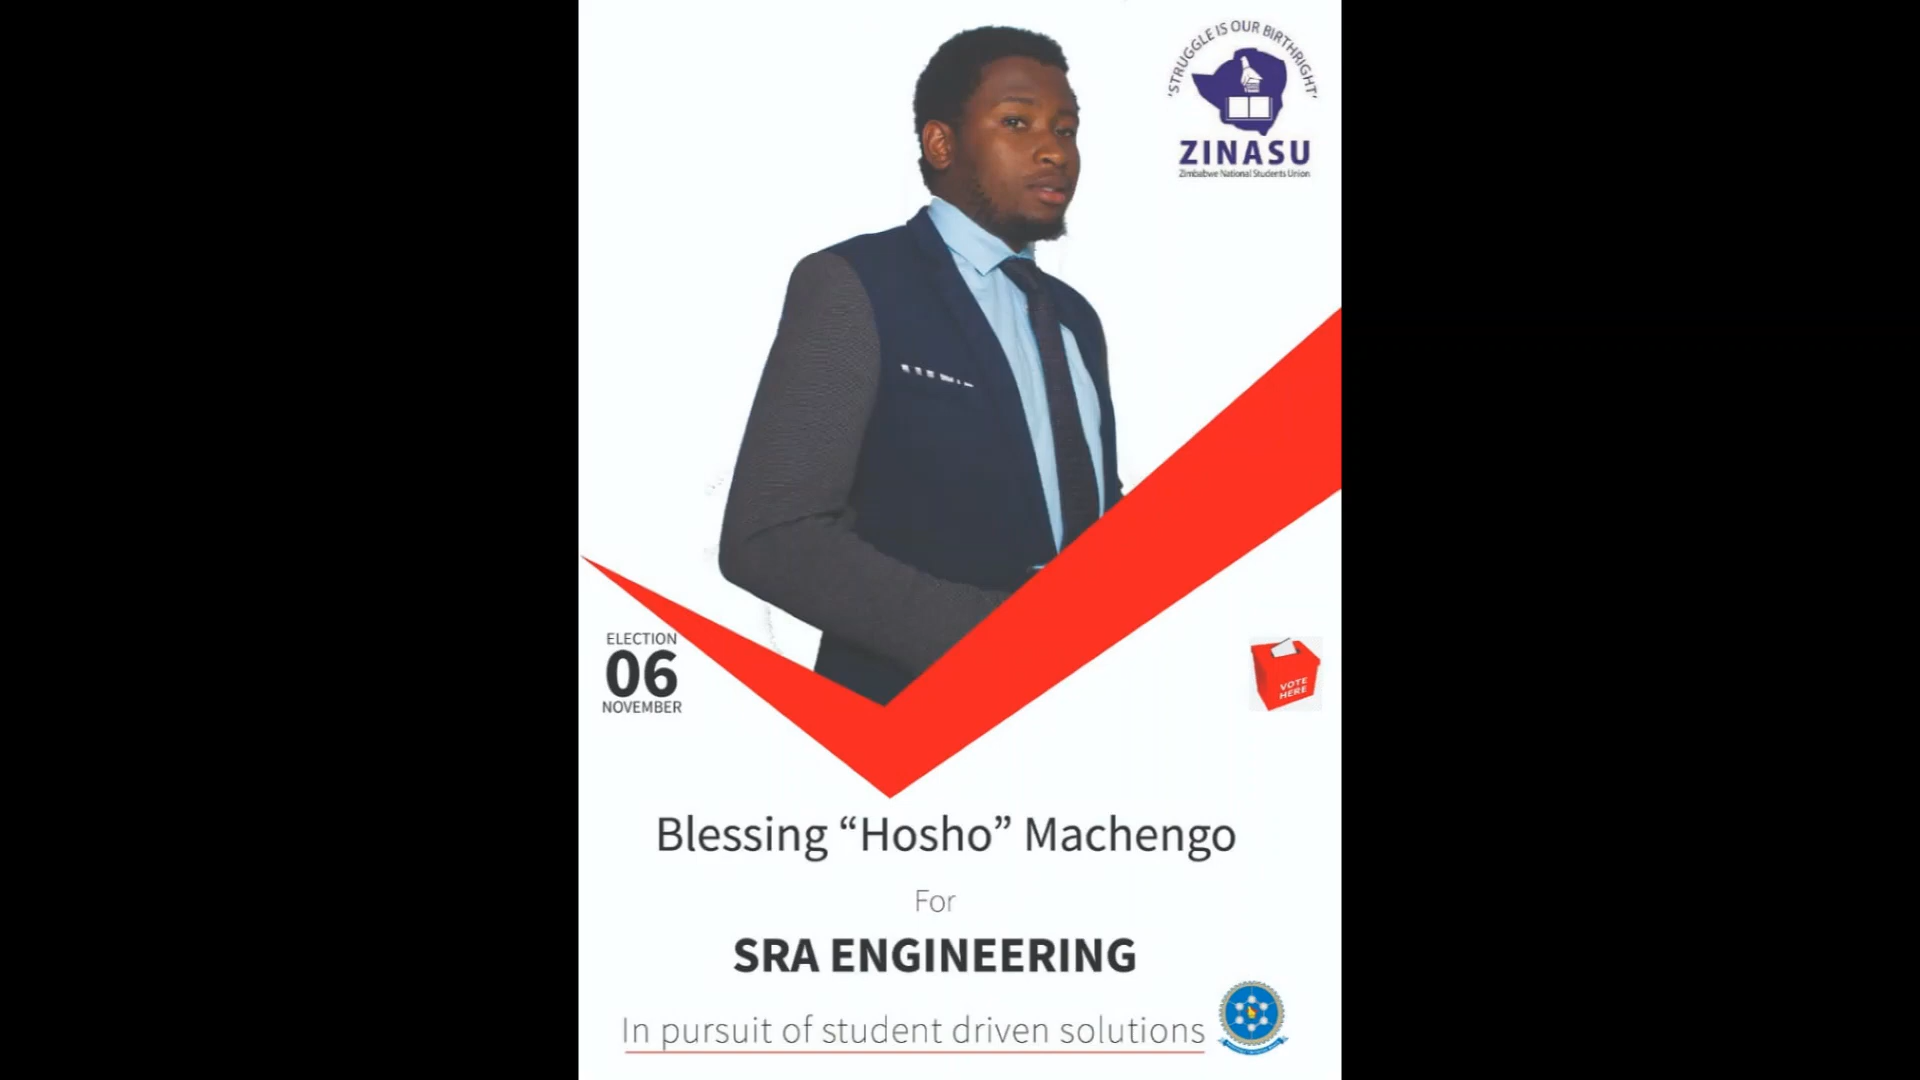 'STRUGGLE IS OUR BIRTHRIGHT'
ZINASU
Zimbabwe National Students Union
ELECTION
06
NOVEMBER
VOTE
HERE
Blessing “Hosho” Machengo
For
SRA ENGINEERING
In pursuit of student driven solutions